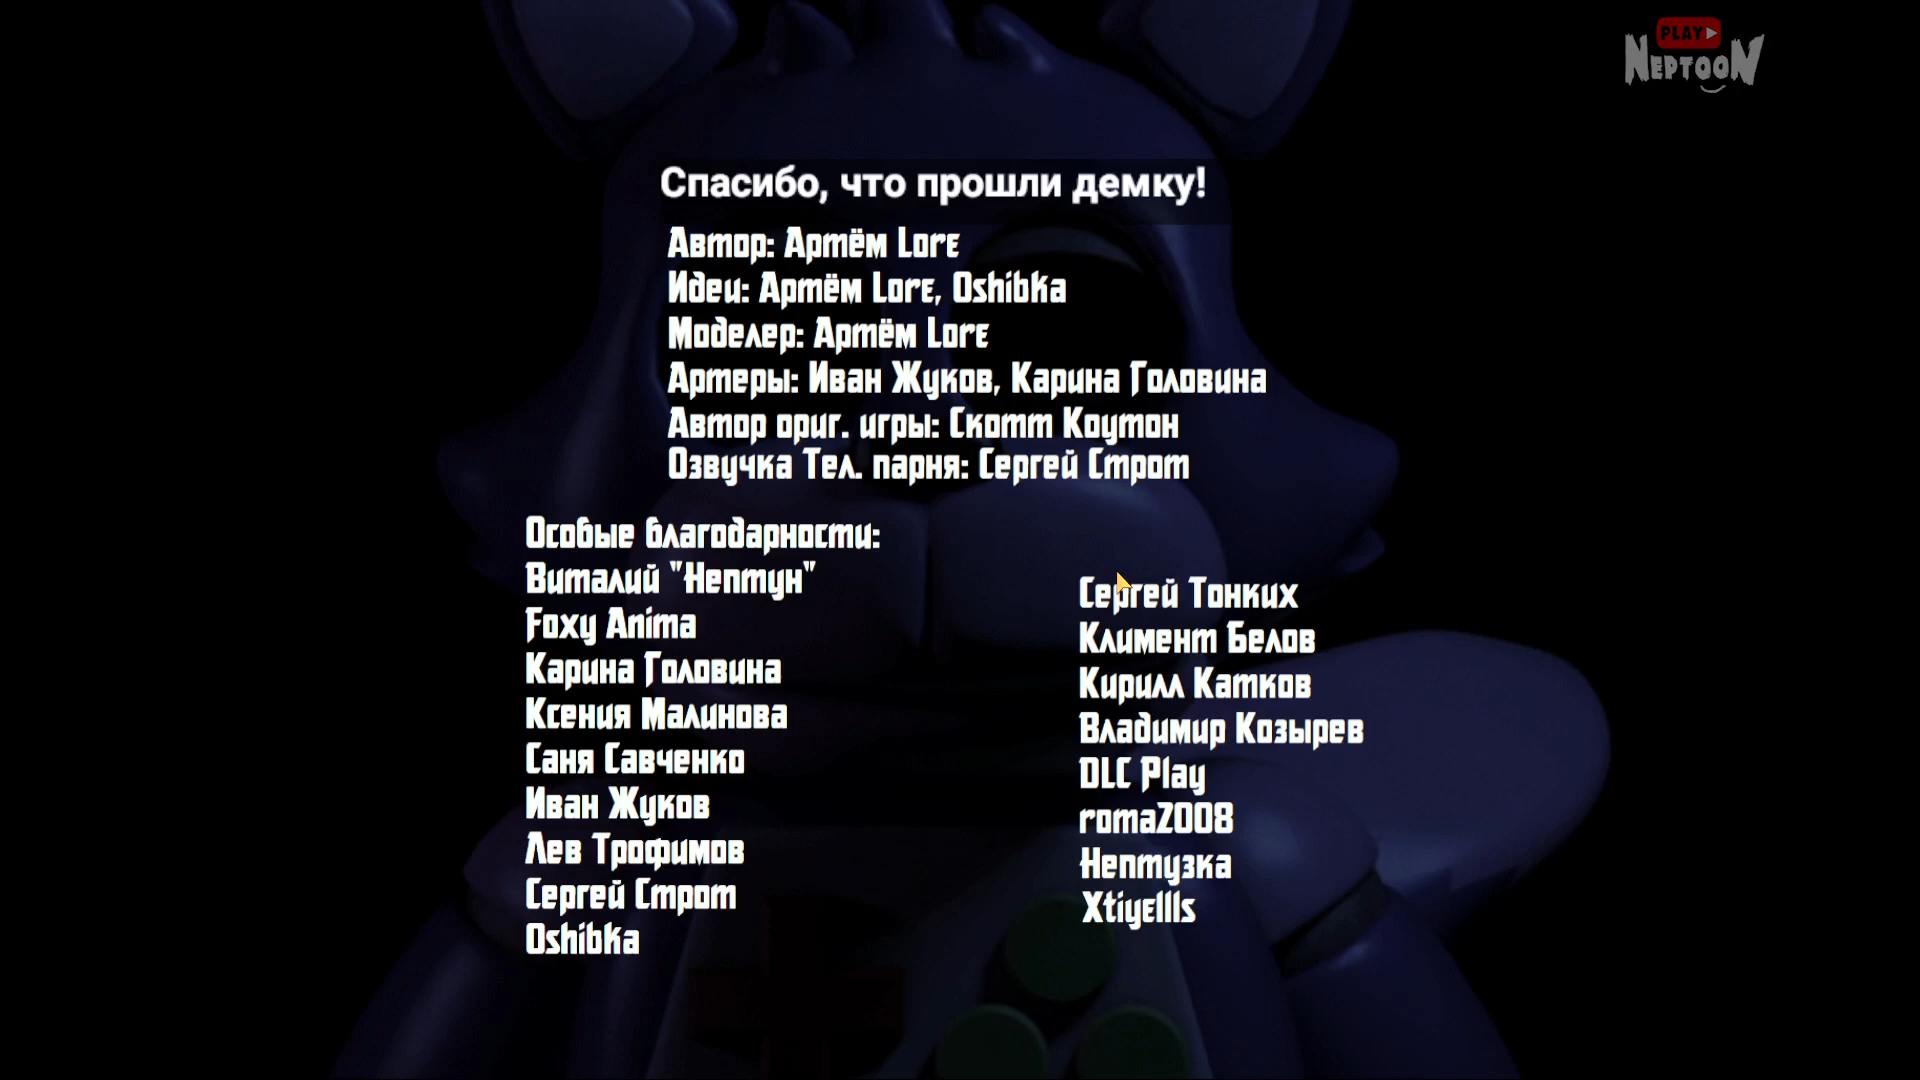 PLAY
NEPTOON
Спасибо, что прошли демку!
Автор: Артём Lore
Идеи: Артём Lore, Oshibka
Моделер: Артём Lore
Артеры: Иван Жуков, Карина Головина
Автор ориг. игры: Скотт Коутон
Озвучка Тел. парня: Сергей Строт
Особые благодарности:
Виталий "Нептун"
Foxy Anima
Карина Головина
Ксения Малинова
Саня Савченко
Иван Жуков
Лев Трофимов
Сергей Строт
Oshibka
Сергей Тонких
Климент Белов
Кирилл Катков
Владимир Козырев
DLC Play
roma2008
Нептузка
Xtiyellls